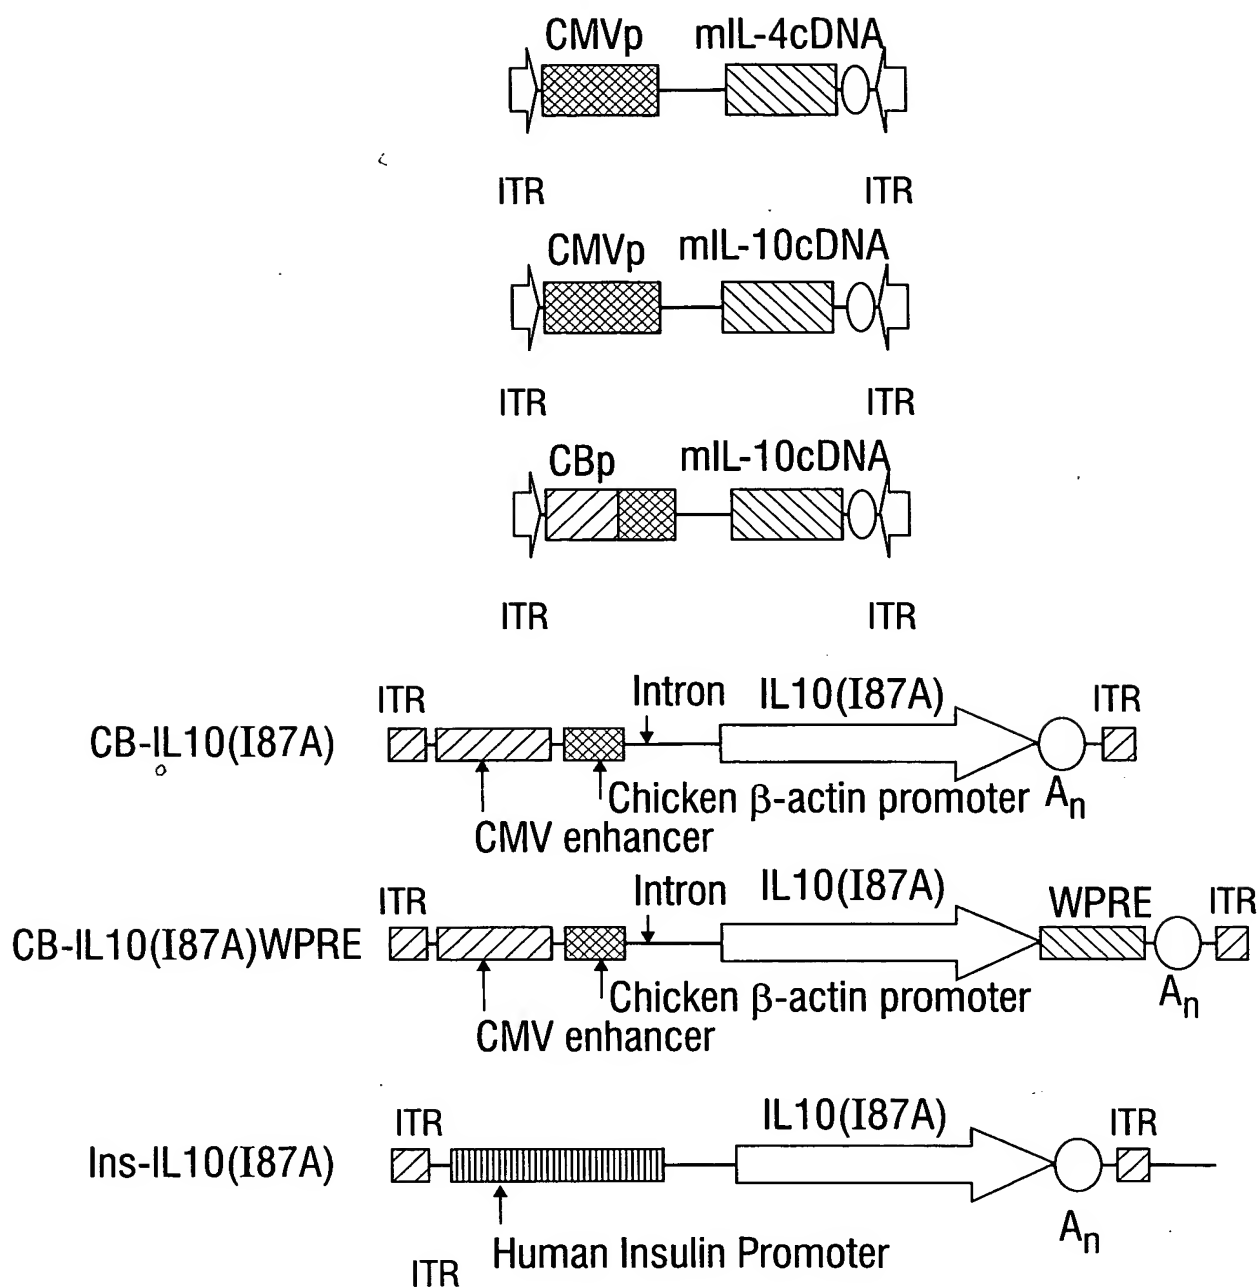 CMVp mIL-4cDNA
ITR ITR
CMVp mIL-10cDNA
ITR ITR
CBp mIL-10cDNA
ITR ITR
ITR Intron IL10(I87A) ITR
CB-IL10(I87A)
Chicken β-actin promoter An
CMV enhancer
ITR Intron IL10(I87A) WPRE ITR
CB-IL10(I87A)WPRE
Chicken β-actin promoter An
CMV enhancer
ITR IL10(I87A) ITR
Ins-IL10(I87A)
An
Human Insulin Promoter
ITR